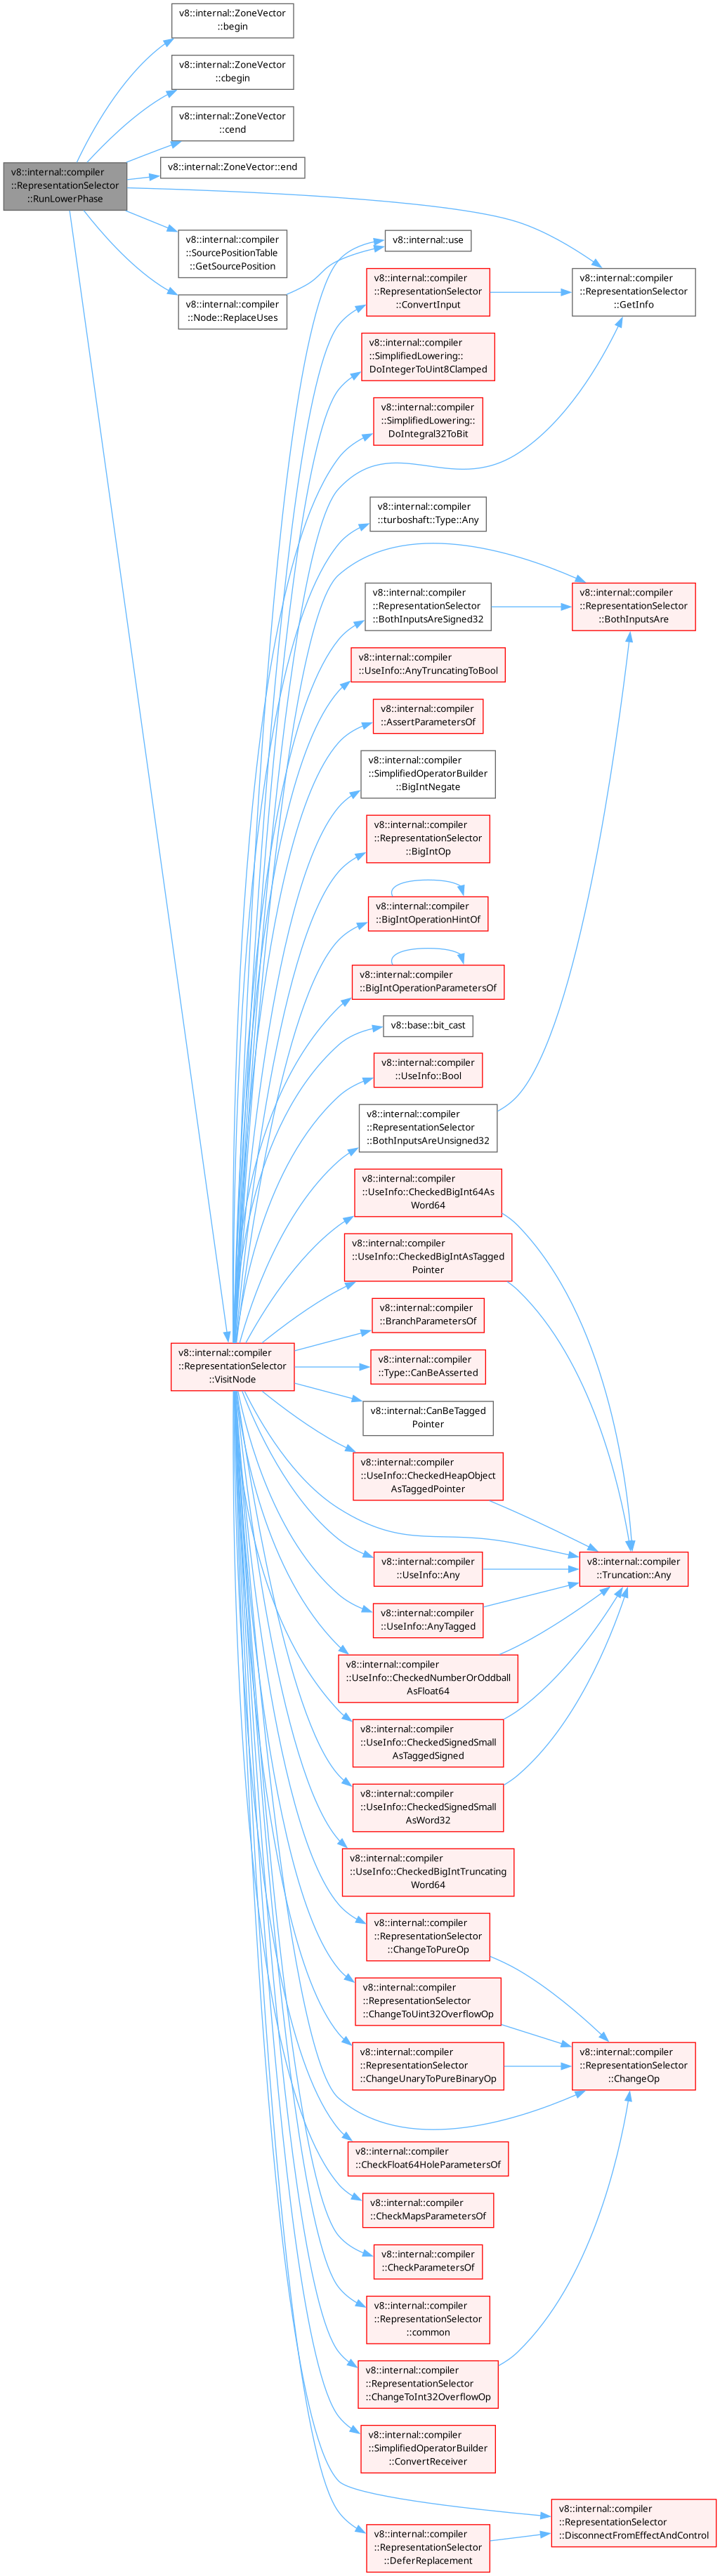 v8::internal::ZoneVector
::begin
v8::internal::ZoneVector
::cbegin
v8::internal::ZoneVector
::cend
v8::internal::ZoneVector::end
v8::internal::compiler
::RepresentationSelector
::RunLowerPhase
v8::internal::compiler
::SourcePositionTable
::GetSourcePosition
v8::internal::use
v8::internal::compiler
::Node::ReplaceUses
v8::internal::compiler
::RepresentationSelector
::ConvertInput
v8::internal::compiler
::RepresentationSelector
::GetInfo
v8::internal::compiler
::SimplifiedLowering::
DoIntegerToUint8Clamped
v8::internal::compiler
::SimplifiedLowering::
DoIntegral32ToBit
v8::internal::compiler
::turboshaft::Type::Any
v8::internal::compiler
::RepresentationSelector
::BothInputsAreSigned32
v8::internal::compiler
::RepresentationSelector
::BothInputsAre
v8::internal::compiler
::UseInfo::AnyTruncatingToBool
v8::internal::compiler
::AssertParametersOf
v8::internal::compiler
::SimplifiedOperatorBuilder
::BigIntNegate
v8::internal::compiler
::RepresentationSelector
::BigIntOp
v8::internal::compiler
::BigIntOperationHintOf
v8::internal::compiler
::BigIntOperationParametersOf
v8::base::bit_cast
v8::internal::compiler
::UseInfo::Bool
v8::internal::compiler
::RepresentationSelector
::BothInputsAreUnsigned32
v8::internal::compiler
::UseInfo::CheckedBigInt64As
Word64
v8::internal::compiler
::UseInfo::CheckedBigIntAsTagged
Pointer
v8::internal::compiler
::BranchParametersOf
v8::internal::compiler
::RepresentationSelector
::VisitNode
v8::internal::compiler
::Type::CanBeAsserted
v8::internal::CanBeTagged
Pointer
v8::internal::compiler
::UseInfo::CheckedHeapObject
AsTaggedPointer
v8::internal::compiler
::UseInfo::Any
v8::internal::compiler
::Truncation::Any
v8::internal::compiler
::UseInfo::AnyTagged
v8::internal::compiler
::UseInfo::CheckedNumberOrOddball
AsFloat64
v8::internal::compiler
::UseInfo::CheckedSignedSmall
AsTaggedSigned
v8::internal::compiler
::UseInfo::CheckedSignedSmall
AsWord32
v8::internal::compiler
::UseInfo::CheckedBigIntTruncating
Word64
v8::internal::compiler
::RepresentationSelector
::ChangeToPureOp
v8::internal::compiler
::RepresentationSelector
::ChangeToUint32OverflowOp
v8::internal::compiler
::RepresentationSelector
::ChangeUnaryToPureBinaryOp
v8::internal::compiler
::RepresentationSelector
::ChangeOp
v8::internal::compiler
::CheckFloat64HoleParametersOf
v8::internal::compiler
::CheckMapsParametersOf
v8::internal::compiler
::CheckParametersOf
v8::internal::compiler
::RepresentationSelector
::common
v8::internal::compiler
::RepresentationSelector
::ChangeToInt32OverflowOp
v8::internal::compiler
::SimplifiedOperatorBuilder
::ConvertReceiver
v8::internal::compiler
::RepresentationSelector
::DisconnectFromEffectAndControl
v8::internal::compiler
::RepresentationSelector
::DeferReplacement